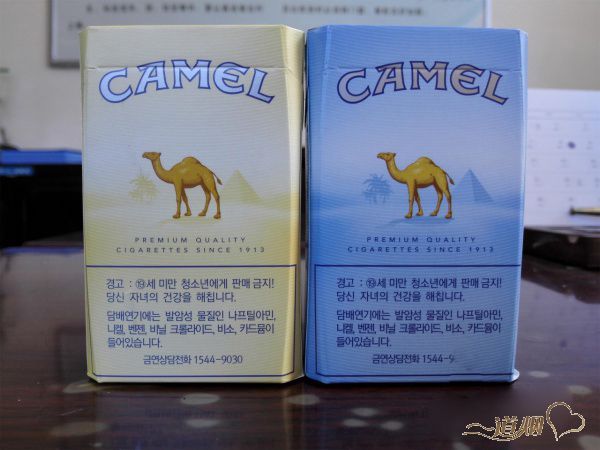 CAMEL
PREMIUM QUALITY
CIGARETTES SINCE 1913
경고 : ⑲세 미만 청소년에게 판매 금지!
당신 자녀의 건강을 해칩니다.
담배연기에는 발암성 물질인 나프틸아민,
니켈, 벤젠, 비닐 크롤라이드, 비소, 카드뮴이
들어있습니다.
금연상담전화 1544-9030
CAMEL
PREMIUM QUALITY
CIGARETTES SINCE 1913
경고 : ⑲세 미만 청소년에게 판매 금지!
당신 자녀의 건강을 해칩니다.
담배연기에는 발암성 물질인 나프틸아민,
니켈, 벤젠, 비닐 크롤라이드, 비소, 카드뮴이
들어있습니다.
금연상담전화 1544-9
一道烟